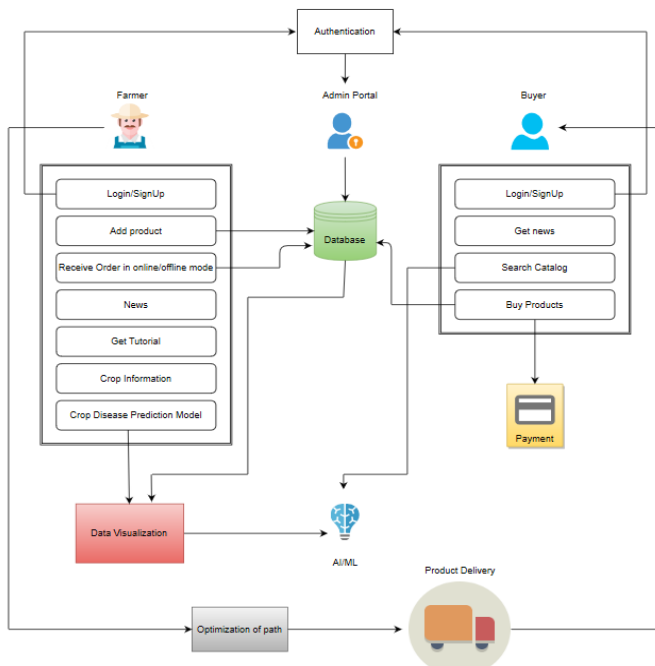 Authentication
Farmer
Admin Portal
Buyer
Login/SignUp
Add product
Receive Order in online/offline mode
News
Get Tutorial
Crop Information
Crop Disease Prediction Model
Database
Login/SignUp
Get news
Search Catalog
Buy Products
Payment
Data Visualization
AI/ML
Product Delivery
Optimization of path